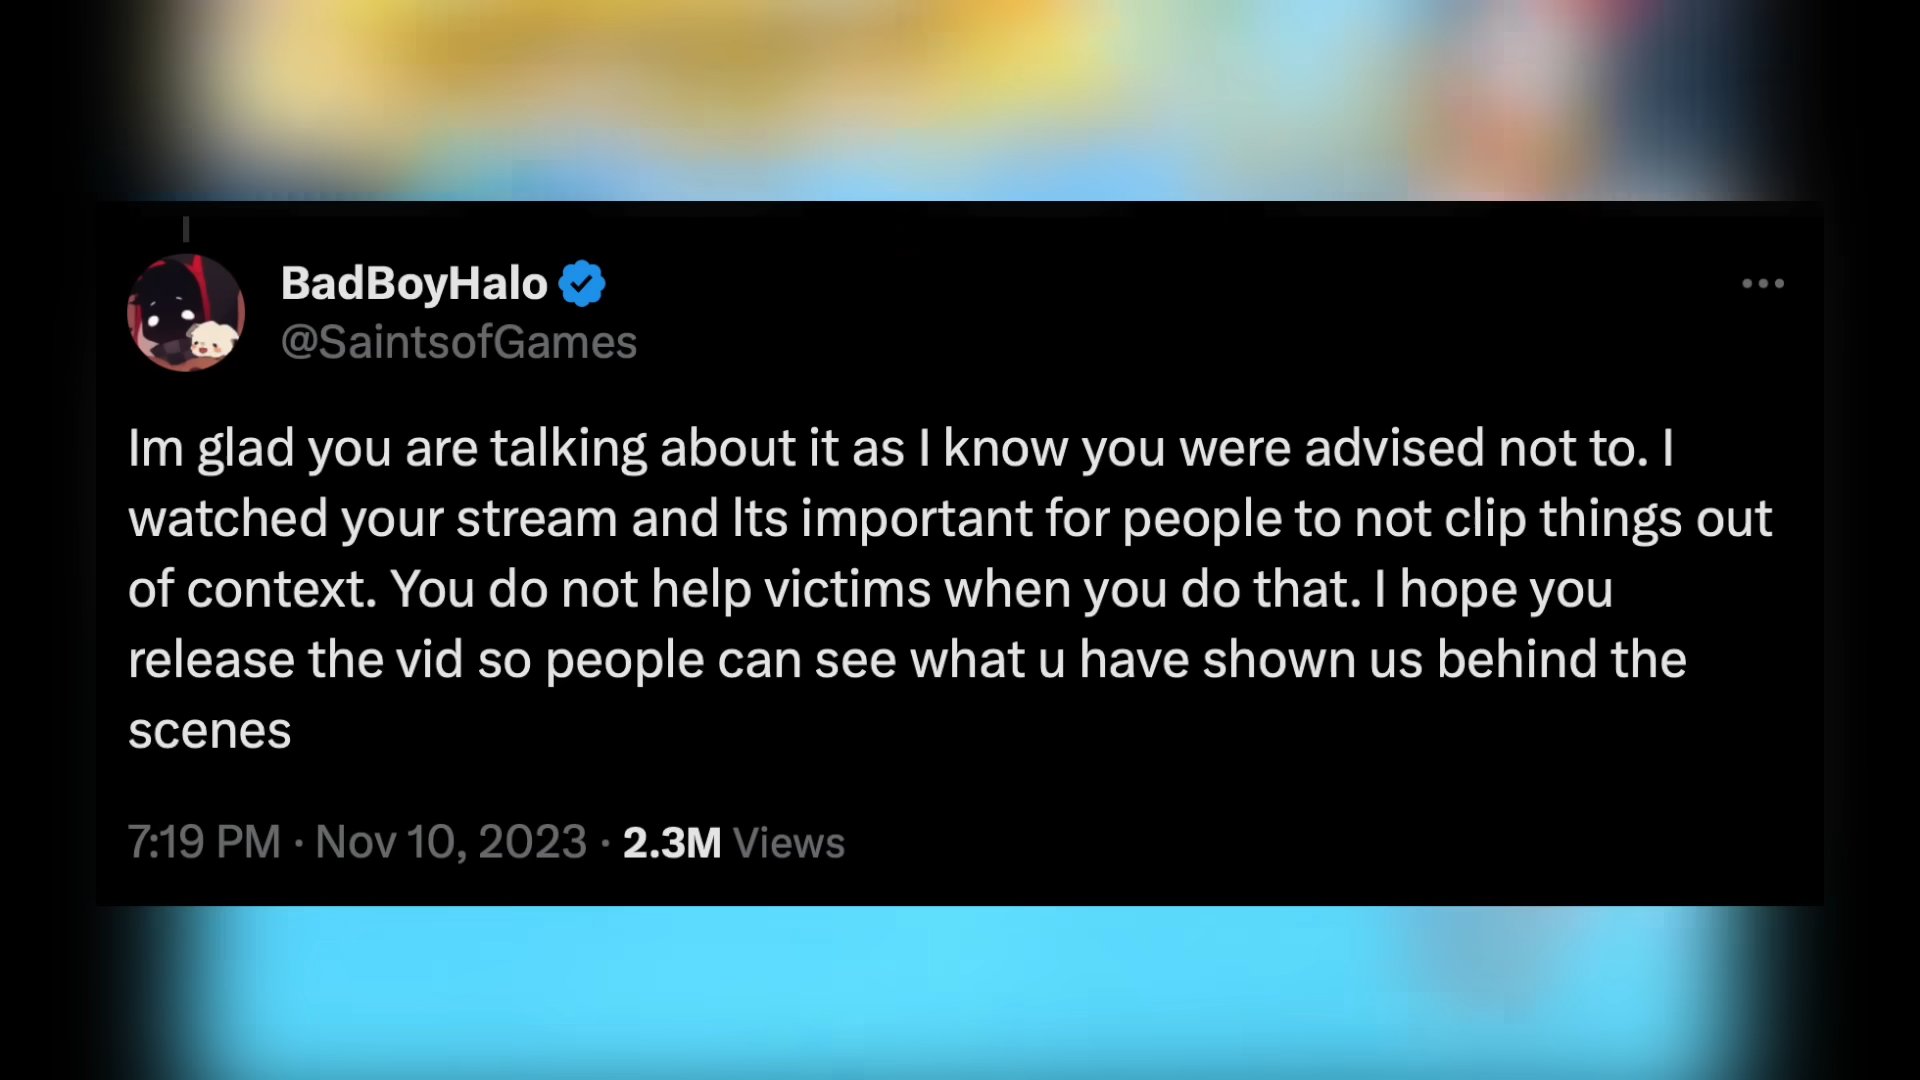 BadBoyHalo
@SaintsofGames
Im glad you are talking about it as I know you were advised not to. I
watched your stream and Its important for people to not clip things out
of context. You do not help victims when you do that. I hope you
release the vid so people can see what u have shown us behind the
scenes
7:19 PM · Nov 10, 2023 · 2.3M Views